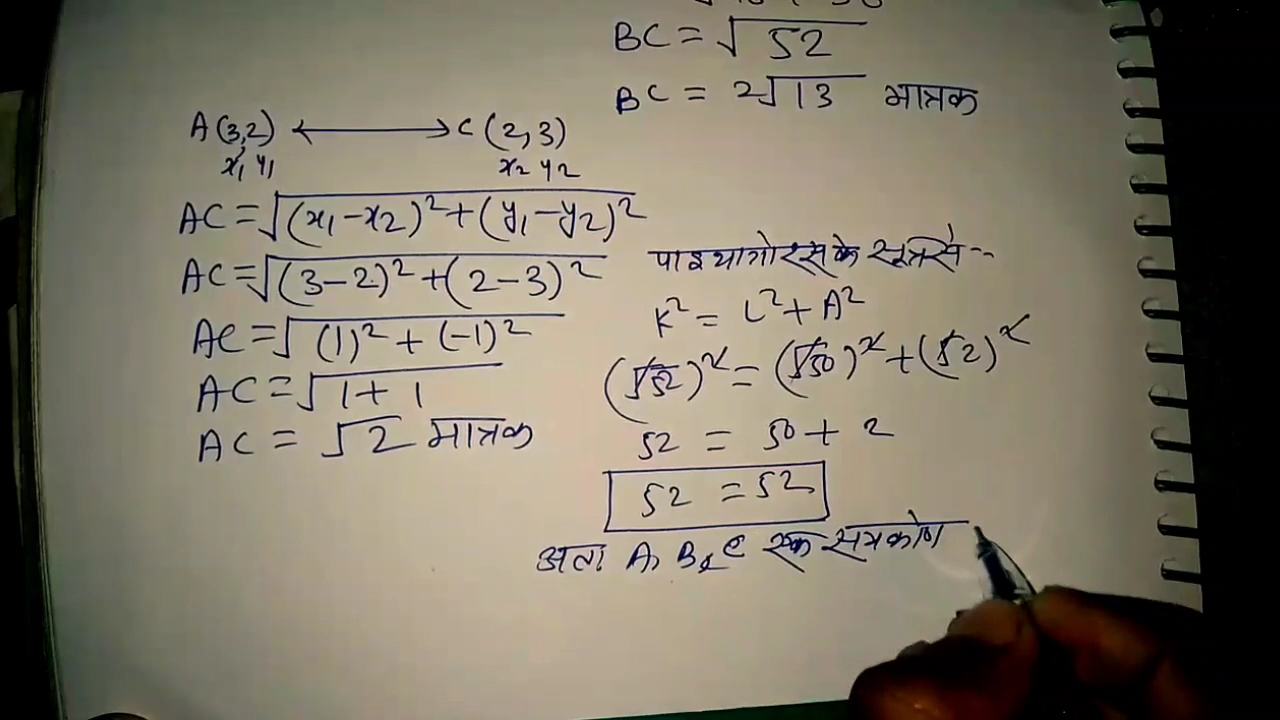 BC = √52
BC = 2√13 मात्रक
A(3,2) ⟷ C(2,3)
x₁ y₁ x₂ y₂
AC = √(x₁-x₂)²+(y₁-y₂)²
AC = √(3-2)²+(2-3)²
AC = √(1)²+(-1)²
AC = √1+1
AC = √2 मात्रक
पाइथागोरस के सूत्र से--
K² = L²+A²
(√52)² = (√50)²+(√2)²
52 = 50+2
52 = 52
अतः A, B & C एक समकोण